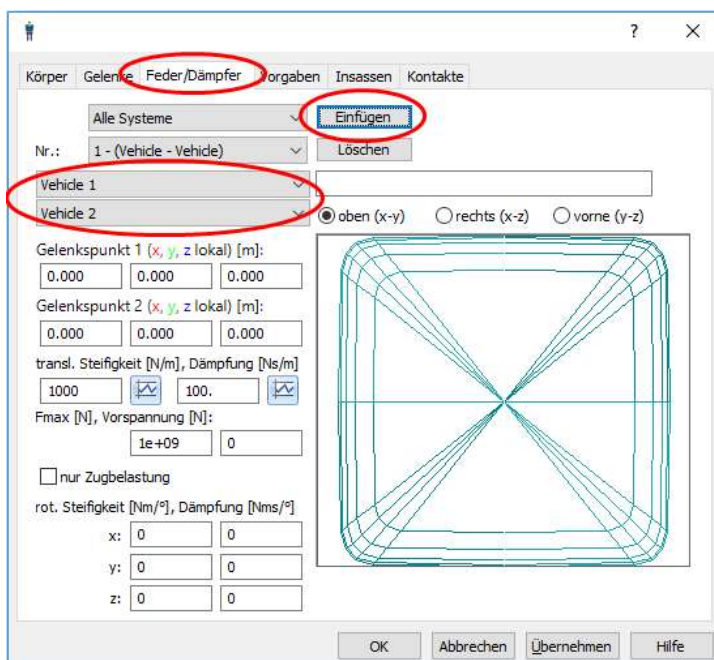 ?
Körper Gelenke Feder/Dämpfer Vorgaben Insassen Kontakte
Alle Systeme Einfügen
Nr.: 1 - (Vehicle - Vehicle) Löschen
Vehicle 1
Vehicle 2 oben (x-y) rechts (x-z) vorne (y-z)
Gelenkspunkt 1 (x, y, z lokal) [m]:
0.000 0.000 0.000
Gelenkspunkt 2 (x, y, z lokal) [m]:
0.000 0.000 0.000
transl. Steifigkeit [N/m], Dämpfung [Ns/m]
1000 100.
Fmax [N], Vorspannung [N]:
1e+09 0
nur Zugbelastung
rot. Steifigkeit [Nm/º], Dämpfung [Nms/º]
x: 0 0
y: 0 0
z: 0 0
OK Abbrechen Übernehmen Hilfe